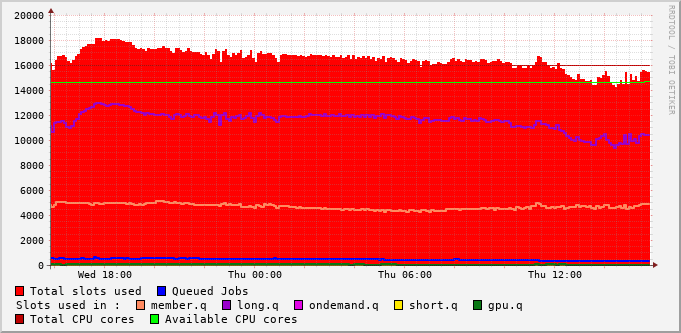 20000
18000
16000
14000
12000
10000
8000
6000
4000
2000
0
Wed 18:00 Thu 00:00 Thu 06:00 Thu 12:00
RRDTOOL / TOBI OETIKER
Total slots used Queued Jobs
Slots used in : member.q long.q ondemand.q short.q gpu.q
Total CPU cores Available CPU cores